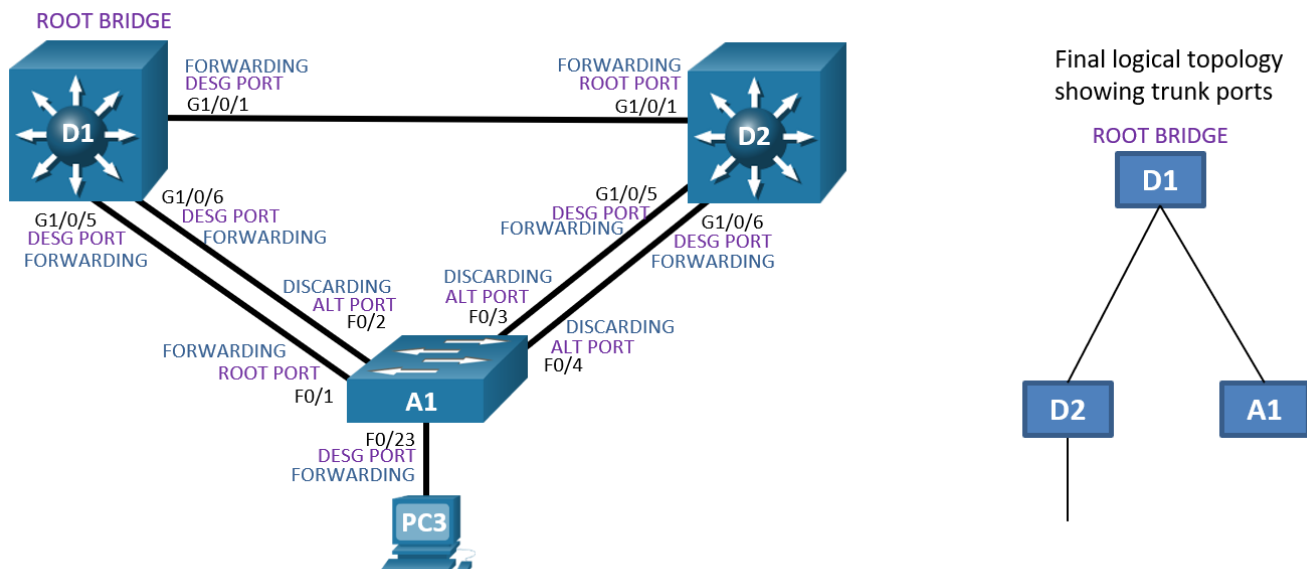 ROOT BRIDGE
FORWARDING
DESG PORT
G1/0/1
FORWARDING
ROOT PORT
G1/0/1
D1
D2
G1/0/5
DESG PORT
FORWARDING
G1/0/6
DESG PORT
FORWARDING
G1/0/5
DESG PORT
FORWARDING
G1/0/6
DESG PORT
FORWARDING
DISCARDING
ALT PORT
F0/2
DISCARDING
ALT PORT
F0/3
FORWARDING
ROOT PORT
F0/1
DISCARDING
ALT PORT
F0/4
A1
F0/23
DESG PORT
FORWARDING
PC3
Final logical topology
showing trunk ports
ROOT BRIDGE
D1
D2
A1